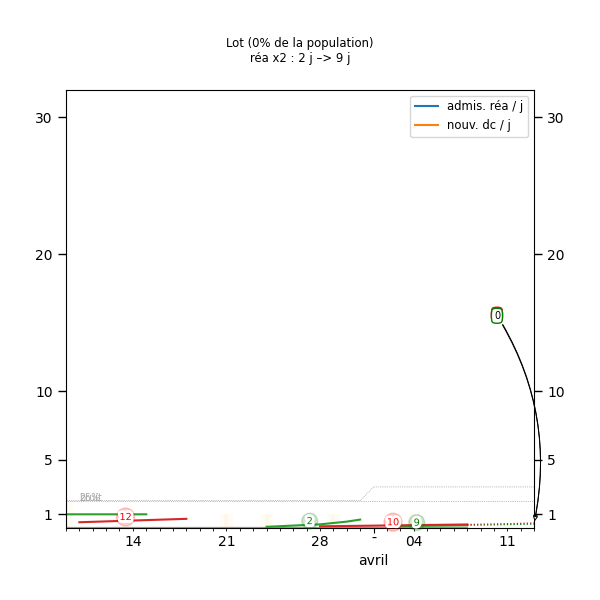 Lot (0% de la population)
réa x2 : 2 j –> 9 j
admis. réa / j
nouv. dc / j
30 30
20 20
0
10 10
5 5
1 12 2 10 9 1
14 21 28 - 04 11
avril